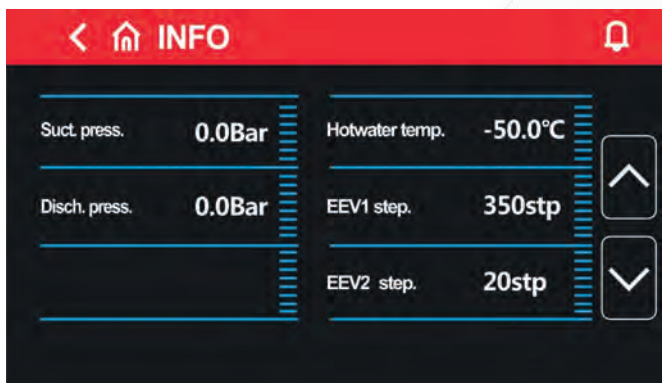 INFO
Suct. press. 0.0Bar
Disch. press. 0.0Bar
Hotwater temp. -50.0°C
EEV1 step. 350stp
EEV2 step. 20stp